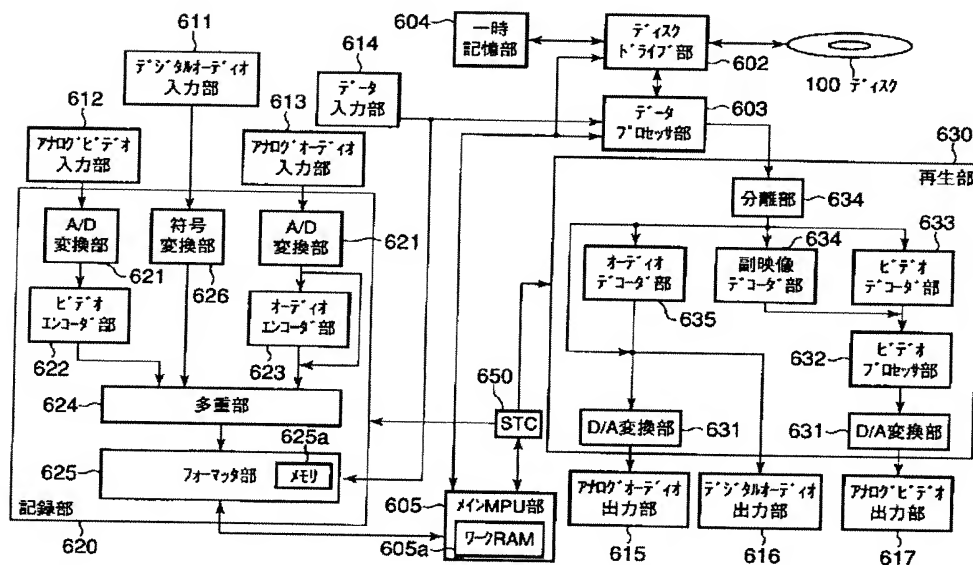 611
デジタルオーディオ
入力部
612
アナログビデオ
入力部
614
データ
入力部
613
アナログオーディオ
入力部
604
一時
記憶部
ディスク
ドライブ部
602
100 ディスク
データ
プロセッサ部
603
630
再生部
分離部
634
A/D
変換部
621
符号
変換部
626
A/D
変換部
621
ビデオ
エンコーダ部
622
オーディオ
エンコーダ部
623
オーディオ
デコーダ部
635
634
副映像
デコーダ部
633
ビデオ
デコーダ部
632
ビデオ
プロセッサ部
624
多重部
650
STC
D/A変換部
631
631
D/A変換部
625
フォーマッタ部
625a
メモリ
記録部
620
605
メインMPU部
ワークRAM
605a
アナログオーディオ
出力部
615
デジタルオーディオ
出力部
616
アナログビデオ
出力部
617